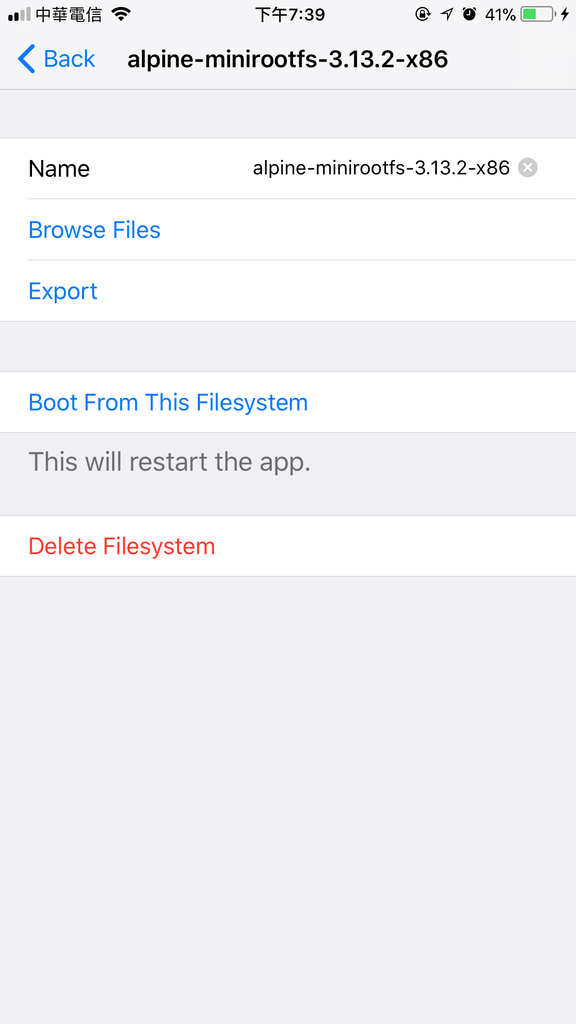 中華電信 下午7:39 41%
Back alpine-minirootfs-3.13.2-x86
Name alpine-minirootfs-3.13.2-x86
Browse Files
Export
Boot From This Filesystem
This will restart the app.
Delete Filesystem